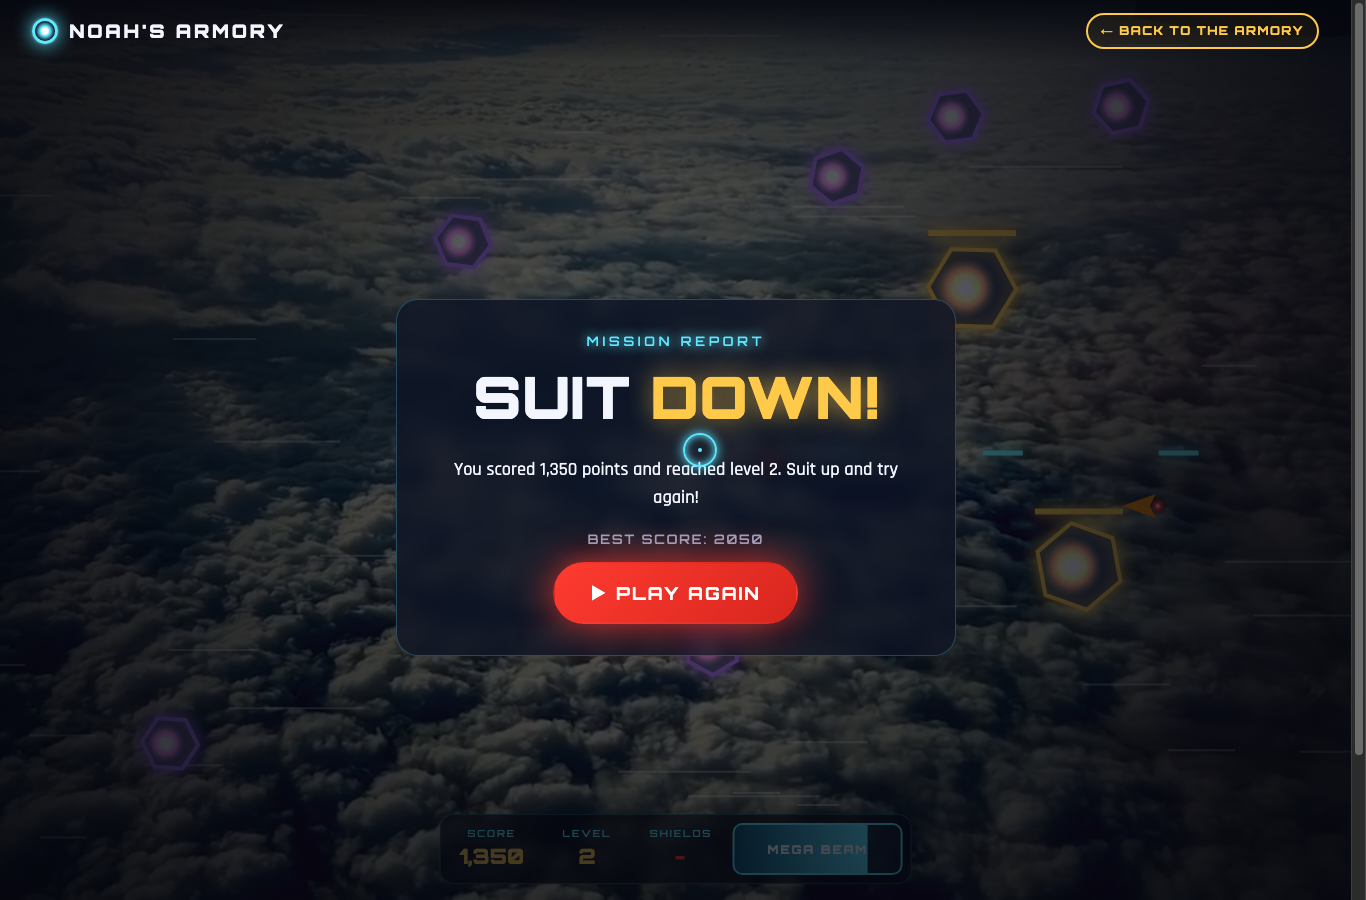 NOAH'S ARMORY
← BACK TO THE ARMORY
MISSION REPORT
SUIT DOWN!
You scored 1,350 points and reached level 2. Suit up and try
again!
BEST SCORE: 2050
▶ PLAY AGAIN
SCORE
1,350
LEVEL
2
SHIELDS
-
MEGA BEAM